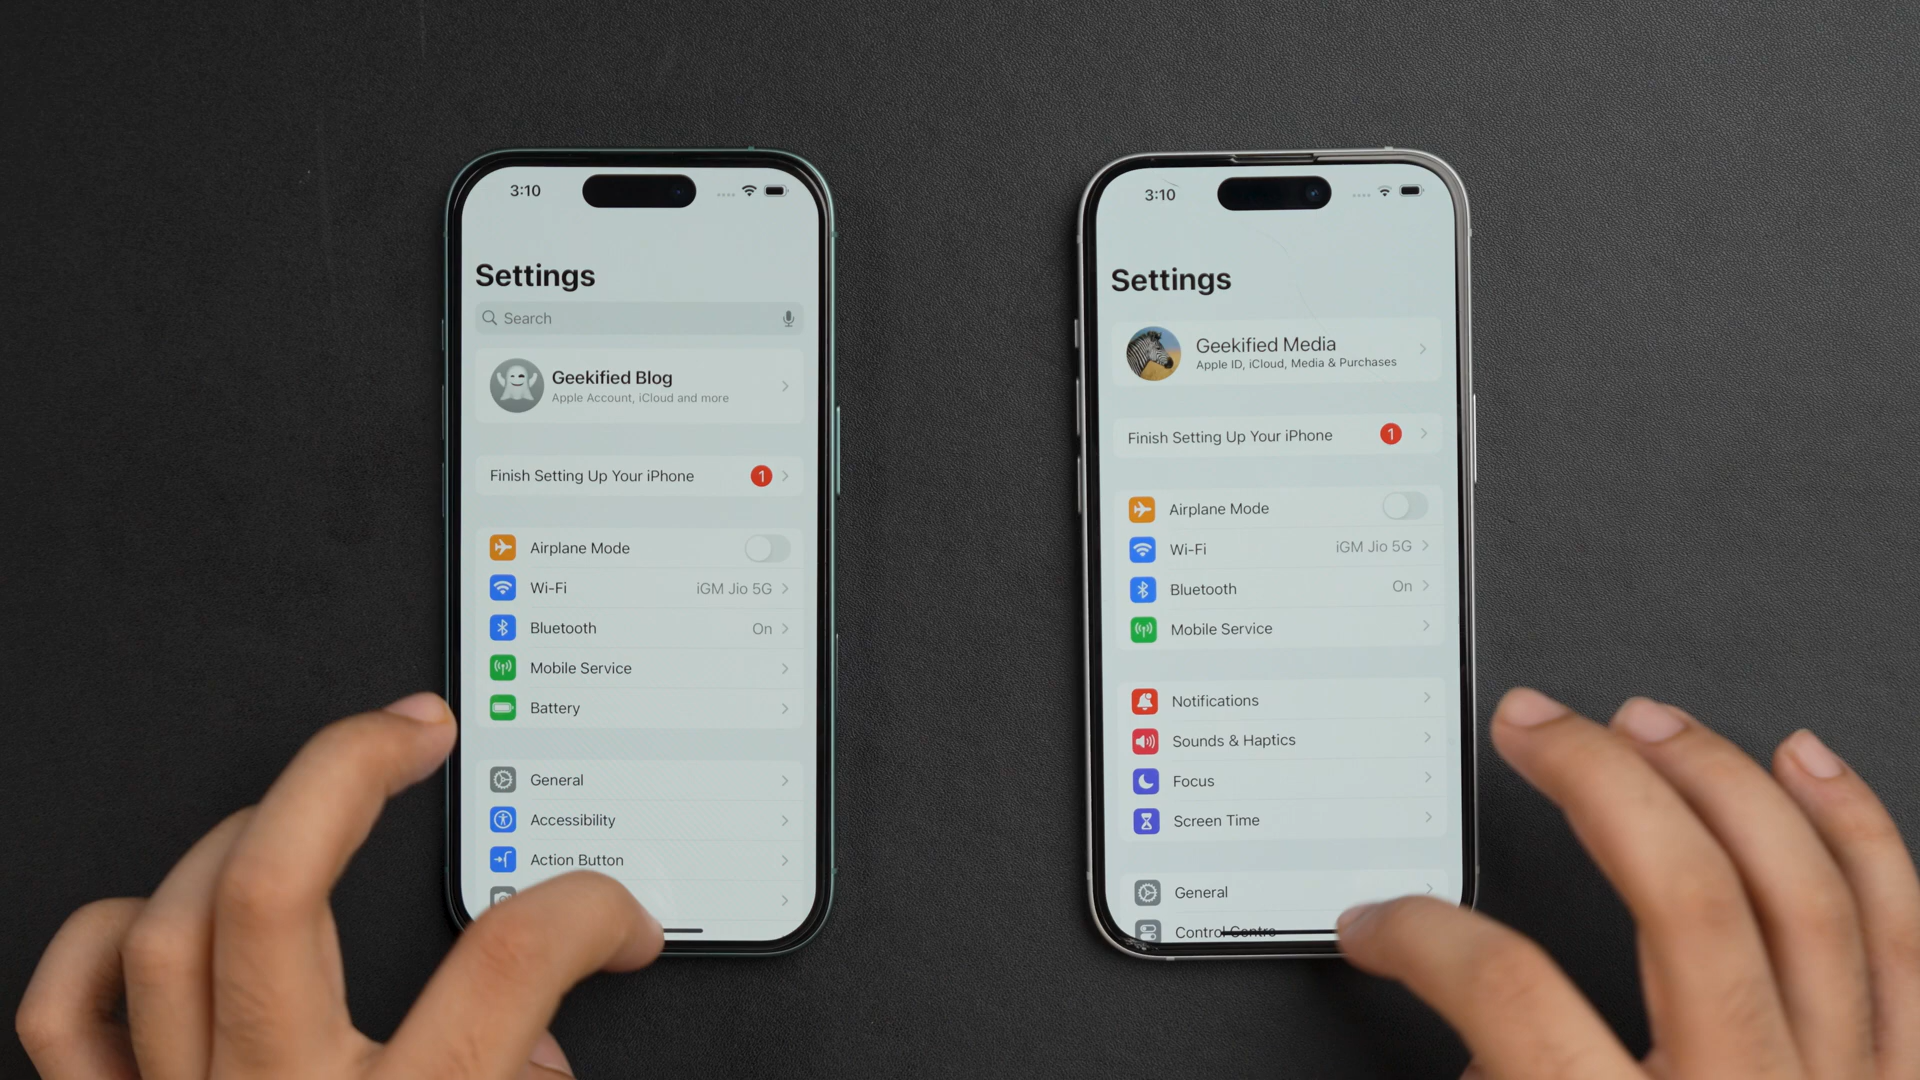 3:10
Settings
Search
Geekified Blog
Apple Account, iCloud and more
Finish Setting Up Your iPhone
1
Airplane Mode
Wi-Fi
iGM Jio 5G
Bluetooth
On
Mobile Service
Battery
General
Accessibility
Action Button
3:10
Settings
Geekified Media
Apple ID, iCloud, Media & Purchases
Finish Setting Up Your iPhone
1
Airplane Mode
Wi-Fi
iGM Jio 5G
Bluetooth
On
Mobile Service
Notifications
Sounds & Haptics
Focus
Screen Time
General
Control Centre